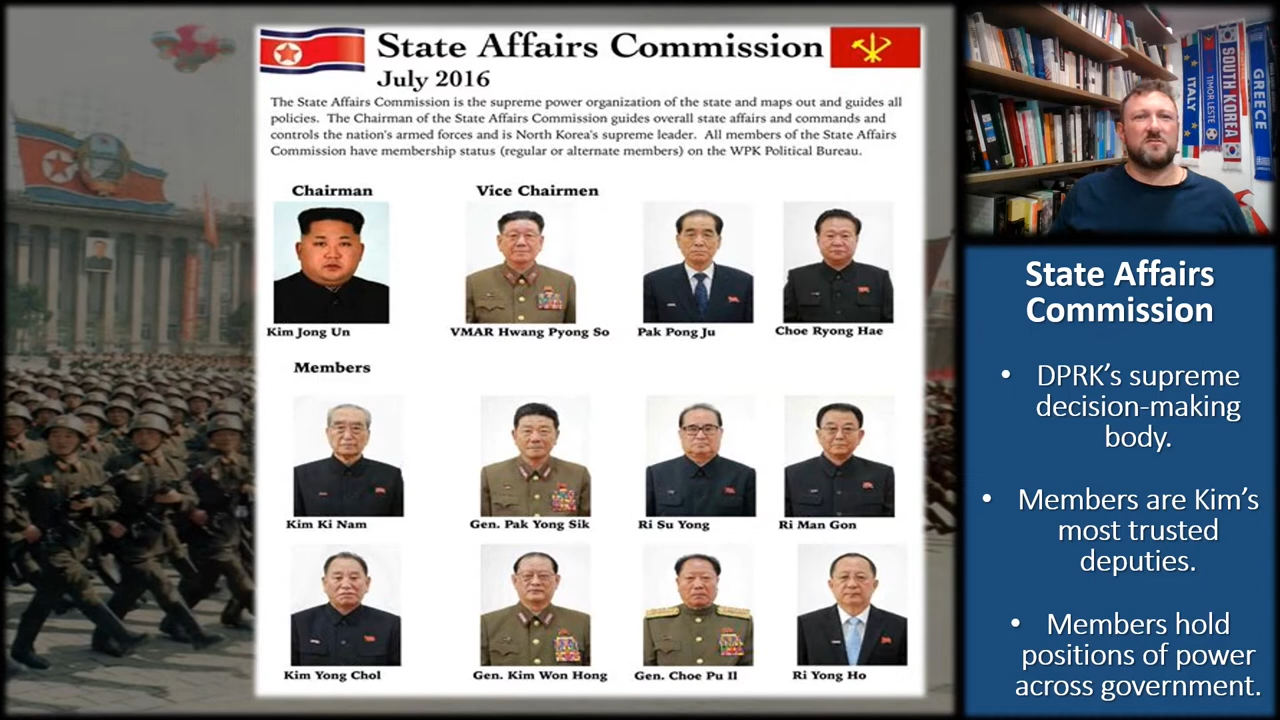 State Affairs Commission
July 2016
The State Affairs Commission is the supreme power organization of the state and maps out and guides all
policies. The Chairman of the State Affairs Commission guides overall state affairs and commands and
controls the nation's armed forces and is North Korea's supreme leader. All members of the State Affairs
Commission have membership status (regular or alternate members) on the WPK Political Bureau.
Chairman
Vice Chairmen
Kim Jong Un
VMAR Hwang Pyong So
Pak Pong Ju
Choe Ryong Hae
Members
Kim Ki Nam
Gen. Pak Yong Sik
Ri Su Yong
Ri Man Gon
Kim Yong Chol
Gen. Kim Won Hong
Gen. Choe Pu Il
Ri Yong Ho
ITALY
TIMOR LESTE
SOUTH KOREA
GREECE
State Affairs
Commission
• DPRK’s supreme
decision-making
body.
• Members are Kim’s
most trusted
deputies.
• Members hold
positions of power
across government.